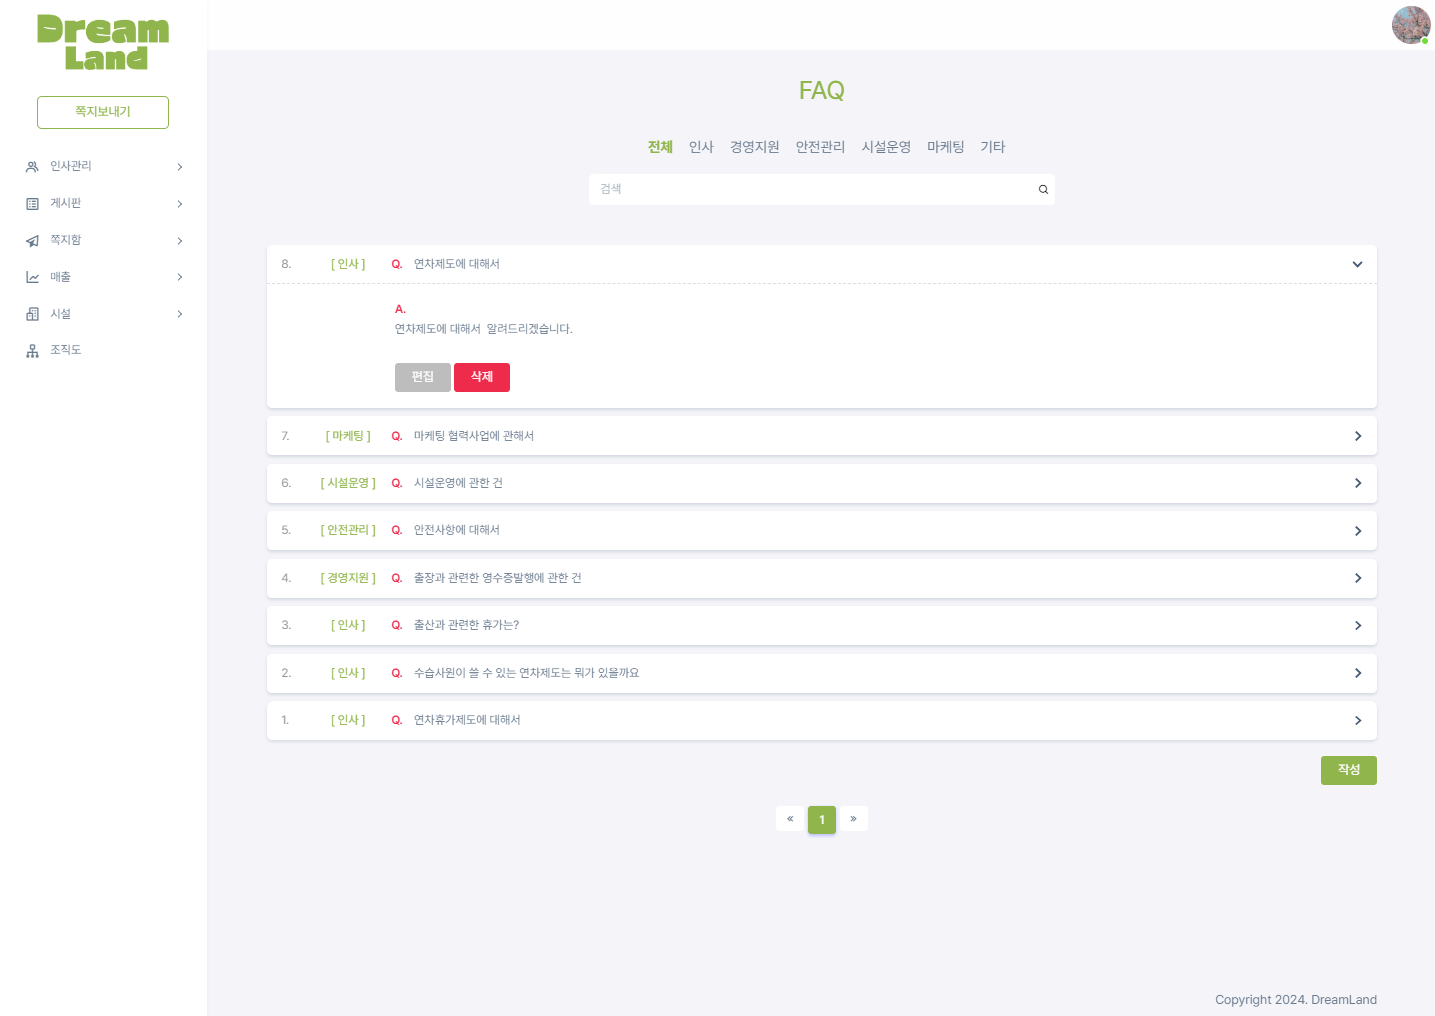 Dream
Land
쪽지보내기
인사관리
게시판
쪽지함
매출
시설
조직도
FAQ
전체 인사 경영지원 안전관리 시설운영 마케팅 기타
검색
8. [ 인사 ] Q. 연차제도에 대해서
A.
연차제도에 대해서 알려드리겠습니다.
편집 삭제
7. [ 마케팅 ] Q. 마케팅 협력사업에 관해서
6. [ 시설운영 ] Q. 시설운영에 관한 건
5. [ 안전관리 ] Q. 안전사항에 대해서
4. [ 경영지원 ] Q. 출장과 관련한 영수증발행에 관한 건
3. [ 인사 ] Q. 출산과 관련한 휴가는?
2. [ 인사 ] Q. 수습사원이 쓸 수 있는 연차제도는 뭐가 있을까요
1. [ 인사 ] Q. 연차휴가제도에 대해서
작성
« 1 »
Copyright 2024. DreamLand